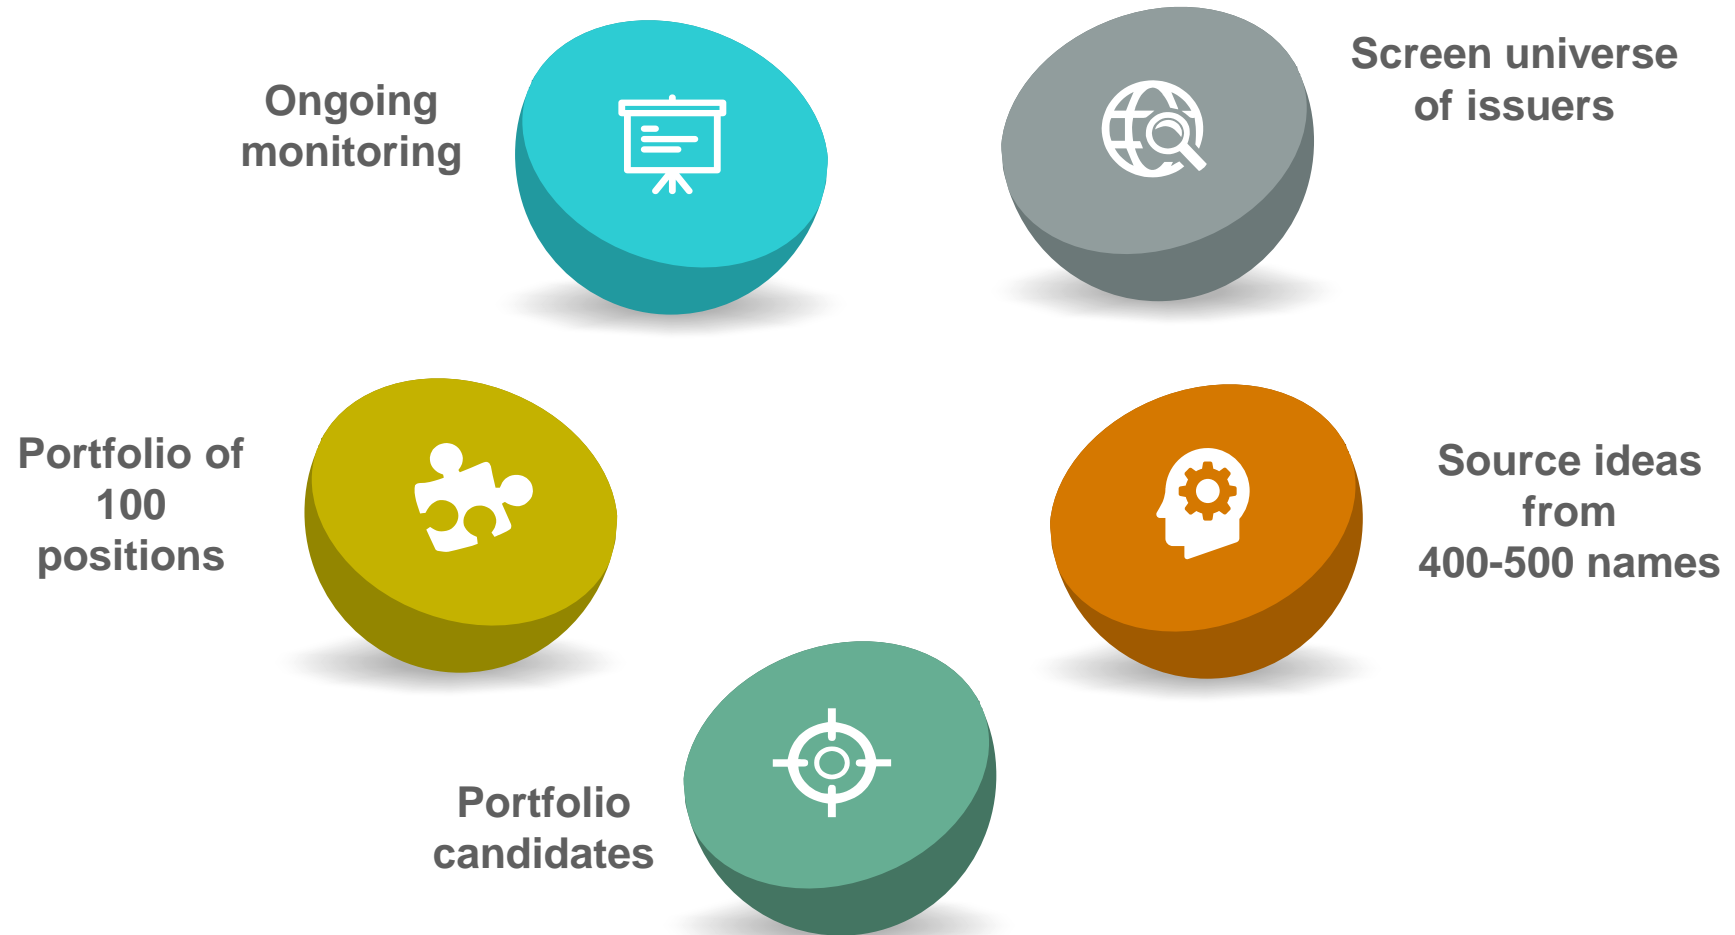 Ongoing
monitoring
Screen universe
of issuers
Portfolio of
100
positions
Source ideas
from
400-500 names
Portfolio
candidates